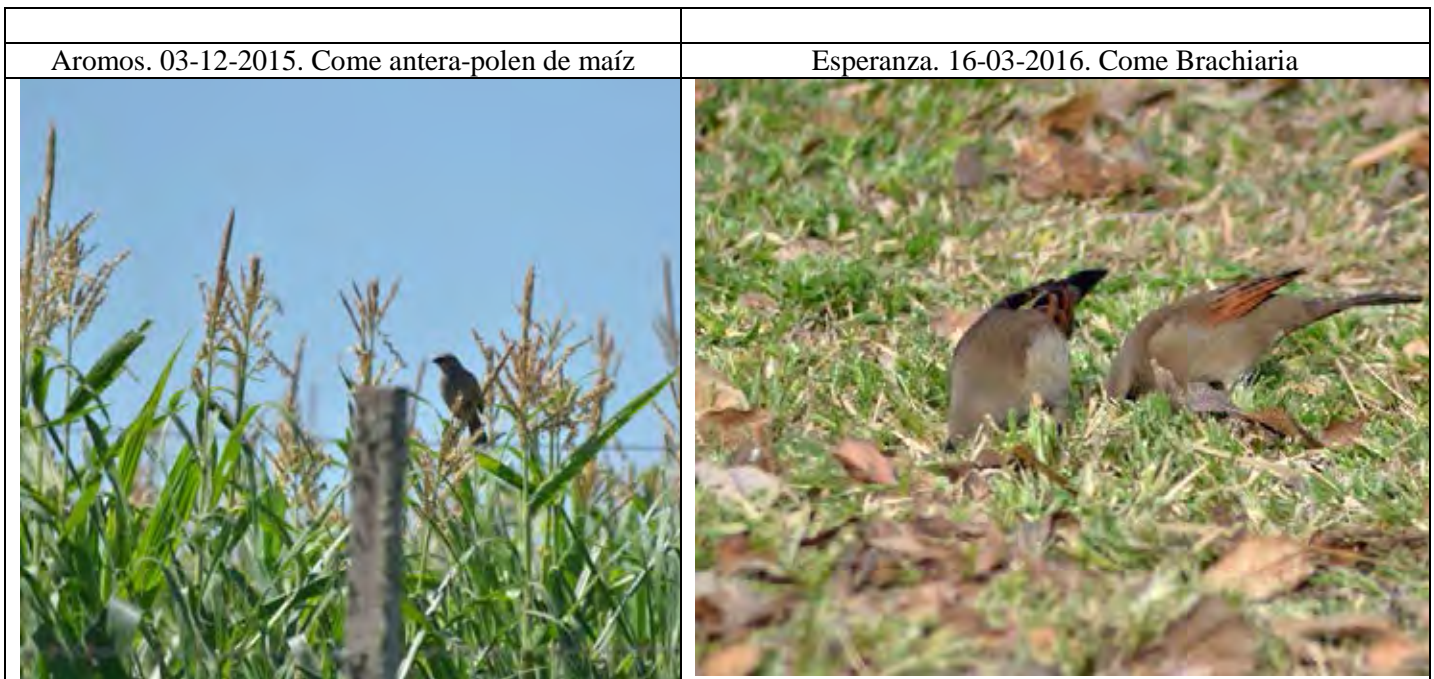 Aromos. 03-12-2015. Come antera-polen de maíz
Esperanza. 16-03-2016. Come Brachiaria